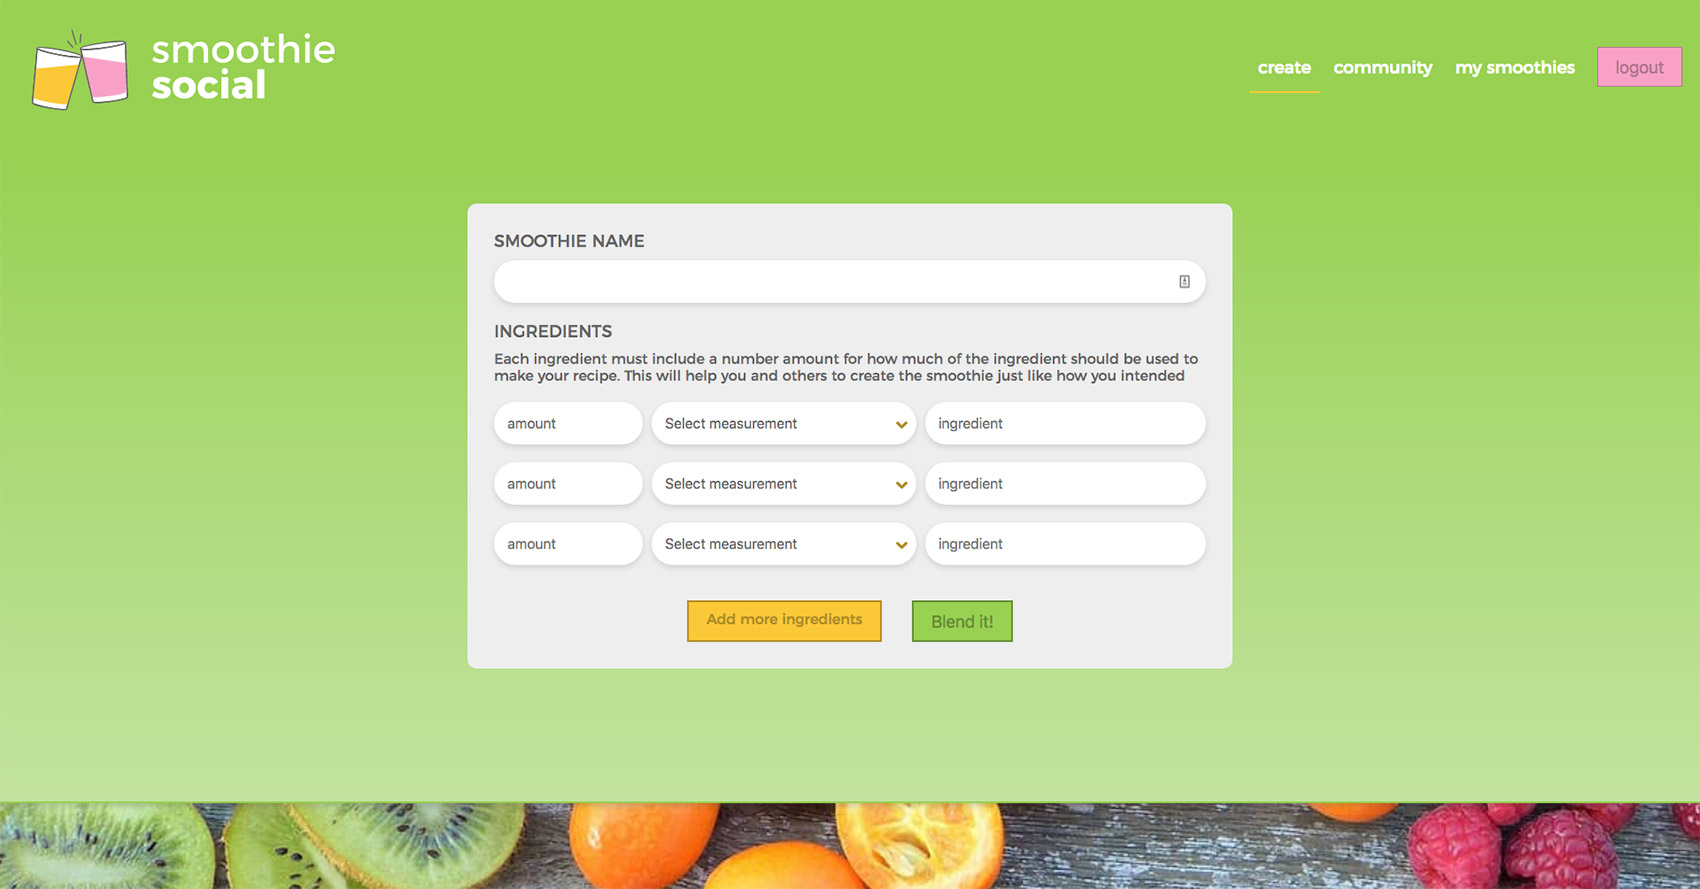 smoothie
social
create community my smoothies logout
SMOOTHIE NAME
INGREDIENTS
Each ingredient must include a number amount for how much of the ingredient should be used to
make your recipe. This will help you and others to create the smoothie just like how you intended
amount Select measurement ingredient
amount Select measurement ingredient
amount Select measurement ingredient
Add more ingredients Blend it!